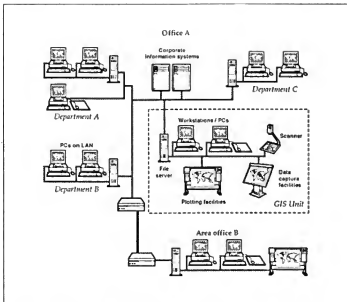 Office A
Corporate
information systems
Department A
Department C
Workstations / PCs
Scanner
PCs on LAN
File
server
Data
capture
facilities
Department B
Plotting facilities
GIS Unit
Area office B